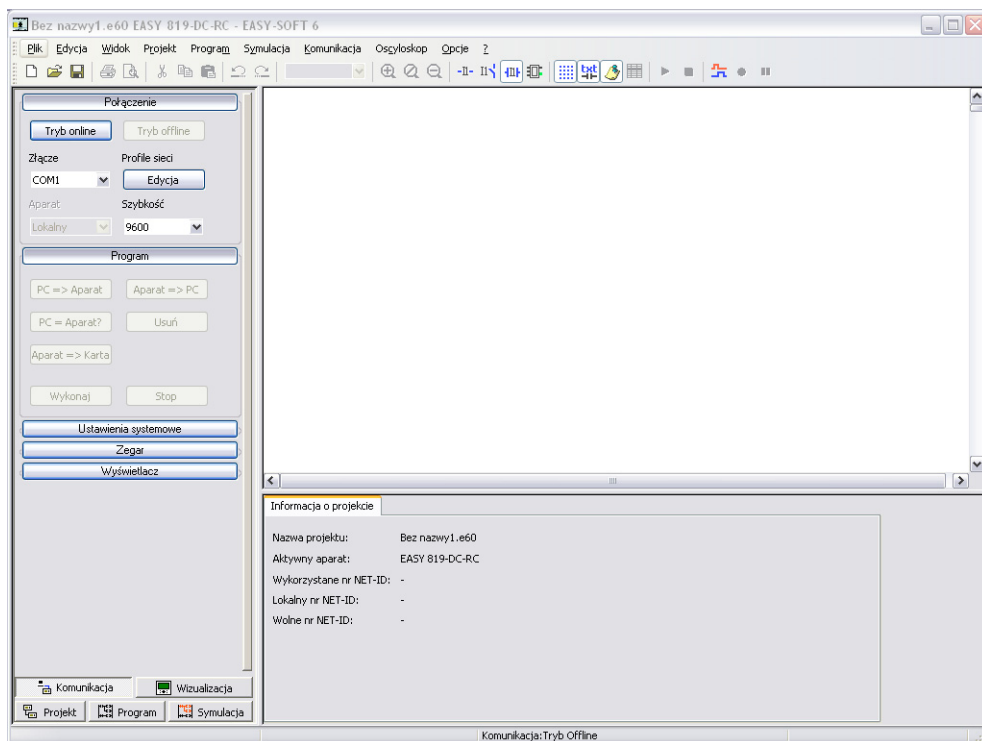 Bez nazwy1.e60 EASY 819-DC-RC - EASY-SOFT 6
Plik Edycja Widok Projekt Program Symulacja Komunikacja Oscyloskop Opcje ?
txt
Połączenie
Tryb online Tryb offline
Złącze Profile sieci
COM1 Edycja
Aparat Szybkość
Lokalny 9600
Program
PC => Aparat Aparat => PC
PC = Aparat? Usuń
Aparat => Karta
Wykonaj Stop
Ustawienia systemowe
Zegar
Wyświetlacz
Informacja o projekcie
Nazwa projektu: Bez nazwy1.e60
Aktywny aparat: EASY 819-DC-RC
Wykorzystane nr NET-ID: -
Lokalny nr NET-ID: -
Wolne nr NET-ID: -
Komunikacja Wizualizacja
Projekt Program Symulacja
Komunikacja:Tryb Offline